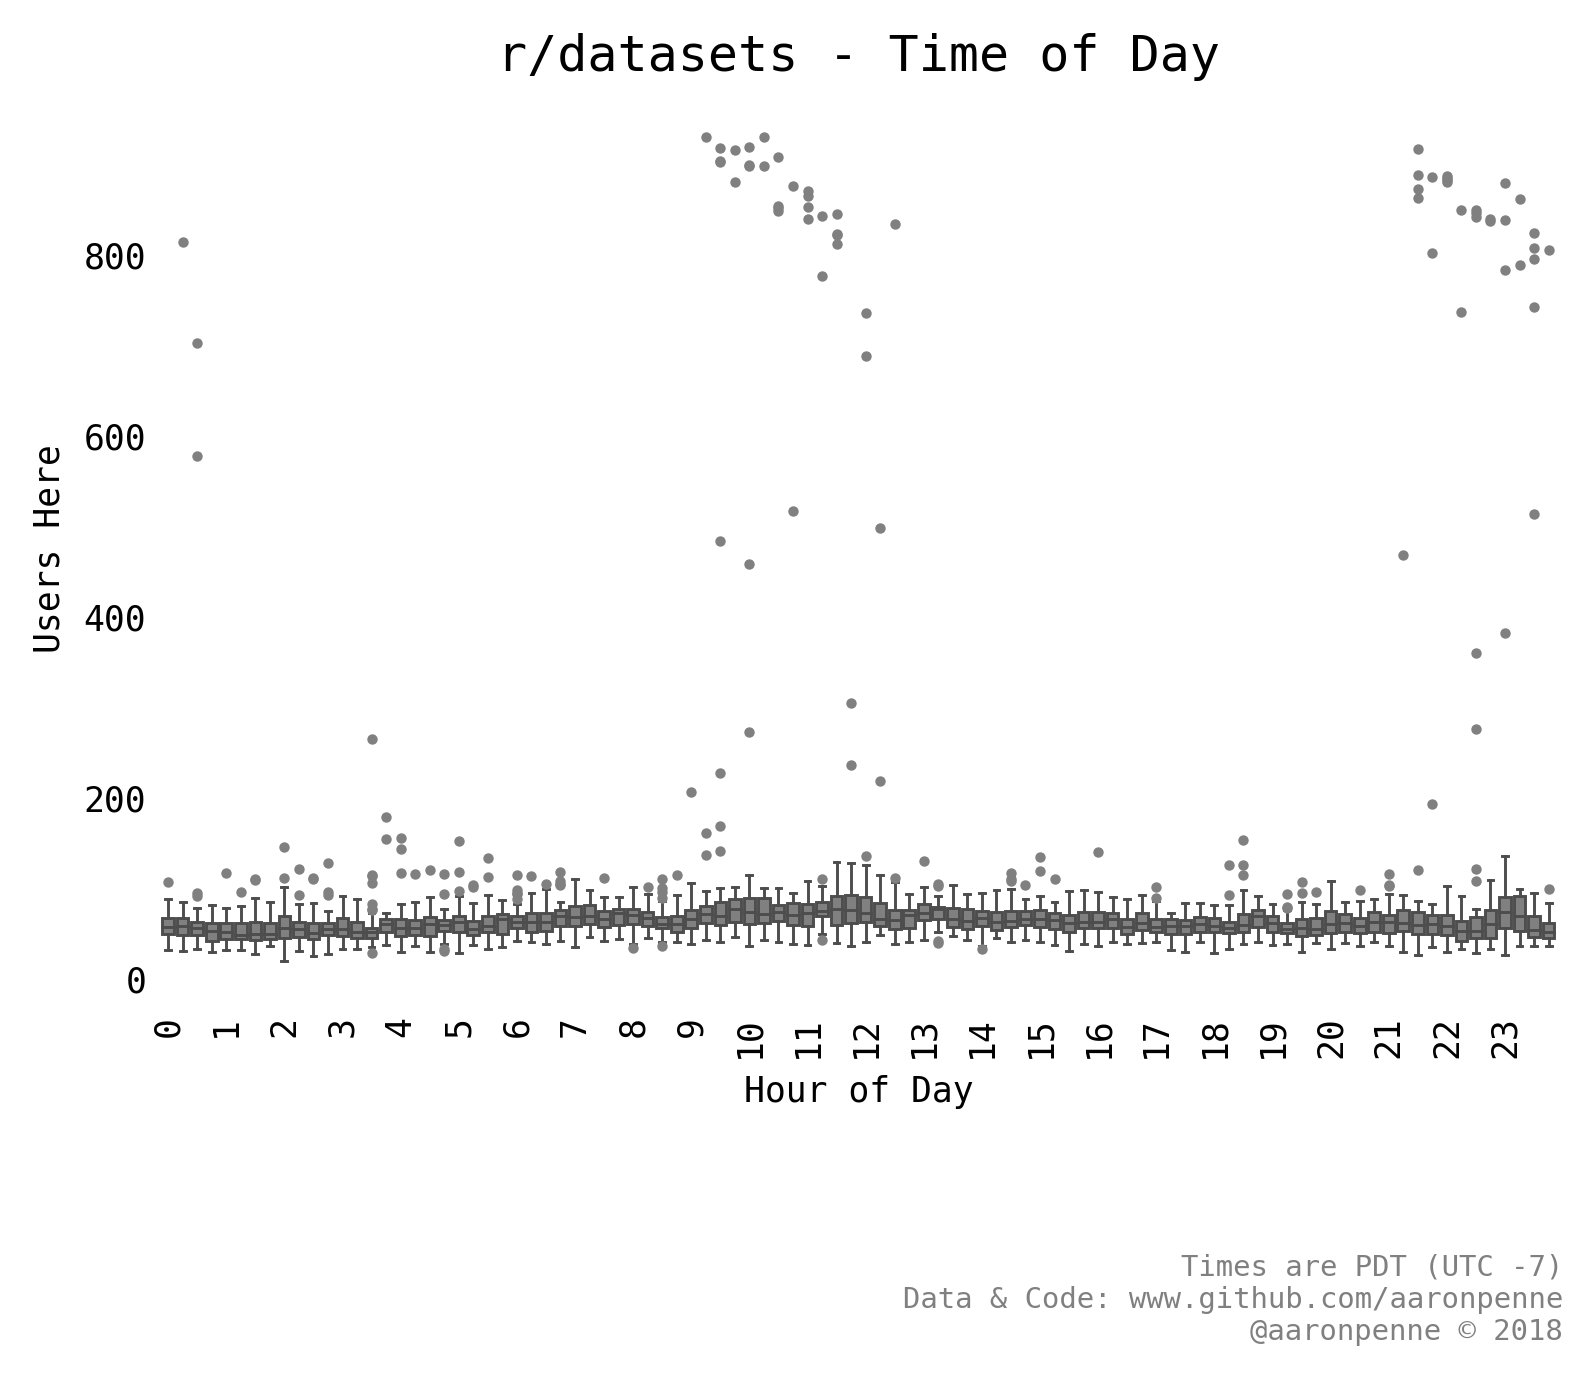 r/datasets - Time of Day
800
600
400
200
0
Users Here
0 1 2 3 4 5 6 7 8 9 10 11 12 13 14 15 16 17 18 19 20 21 22 23
Hour of Day
Times are PDT (UTC -7)
Data & Code: www.github.com/aaronpenne
@aaronpenne © 2018